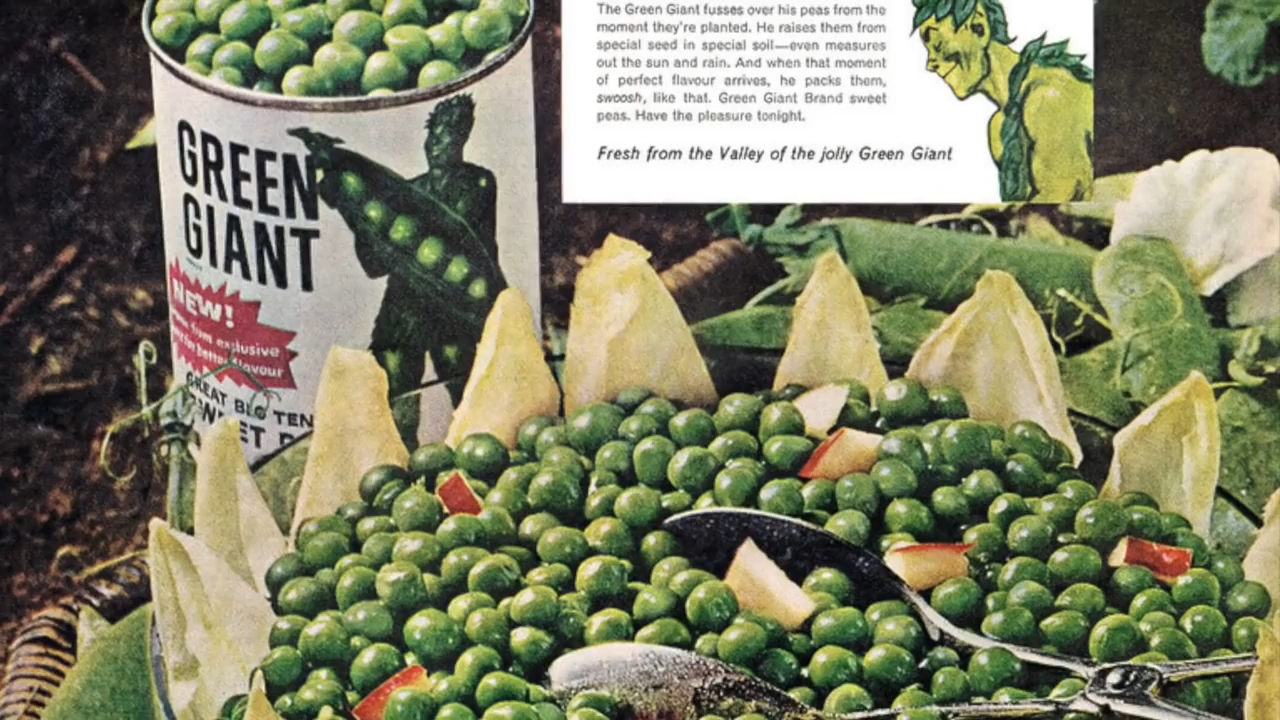 The Green Giant fusses over his peas from the
moment they're planted. He raises them from
special seed in special soil—even measures
out the sun and rain. And when that moment
of perfect flavour arrives, he packs them,
swoosh, like that. Green Giant Brand sweet
peas. Have the pleasure tonight.
Fresh from the Valley of the jolly Green Giant
GREEN
GIANT
NEW!
from exclusive
for better flavour
GREAT BIG TEN